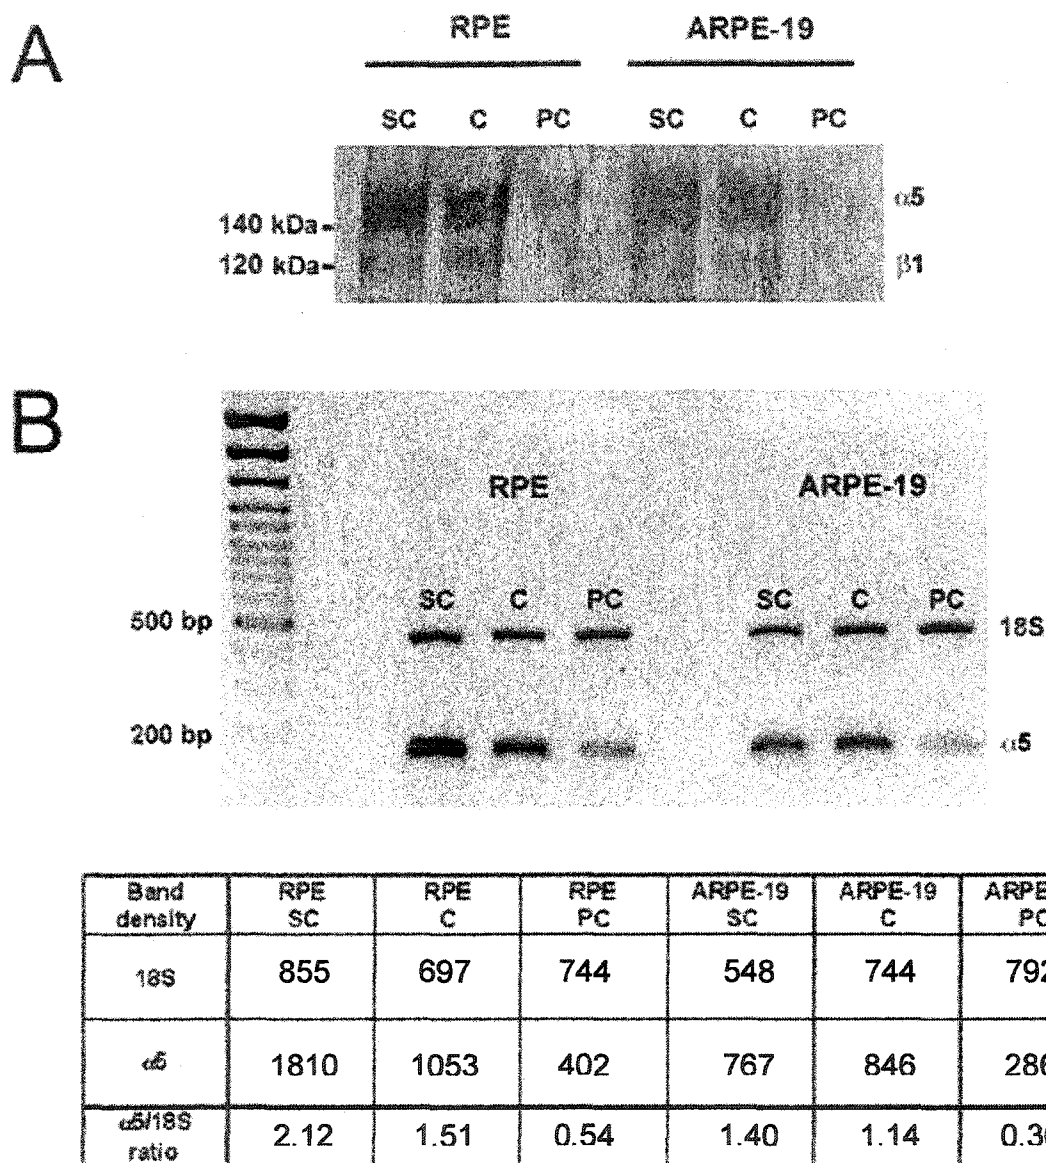 A
RPE ARPE-19
SC C PC SC C PC
140 kDa- α5
120 kDa- β1
B
RPE ARPE-19
SC C PC SC C PC
500 bp 18S
200 bp α5
Band density RPE SC RPE C RPE PC ARPE-19 SC ARPE-19 C
18S 855 697 744 548 744 792
α5 1810 1053 402 767 846 286
α5/18S ratio 2.12 1.51 0.54 1.40 1.14